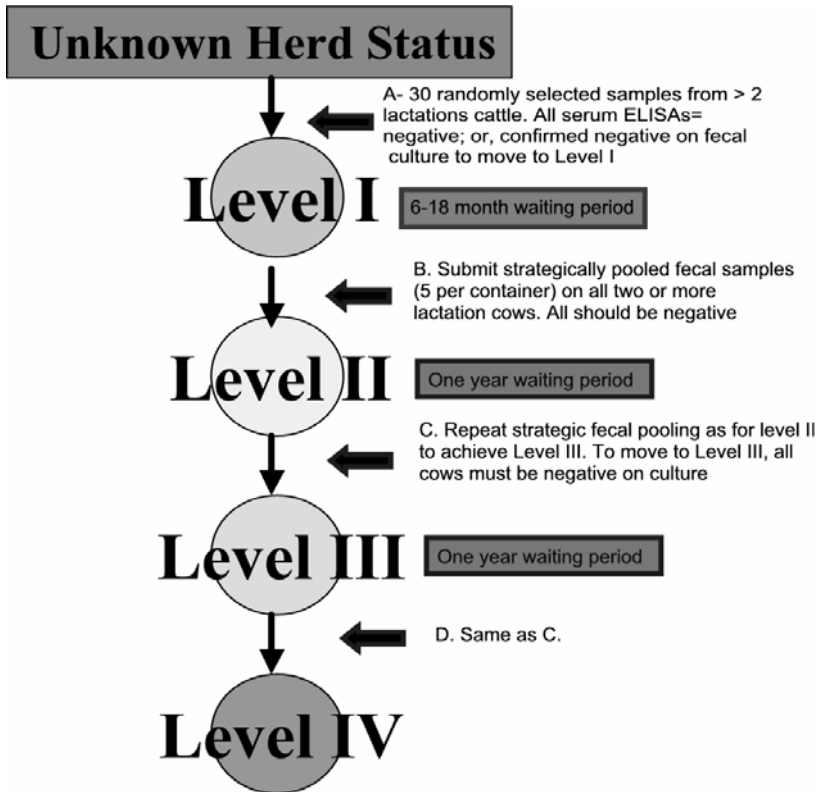 Unknown Herd Status
A- 30 randomly selected samples from > 2
lactations cattle. All serum ELISAs=
negative; or, confirmed negative on fecal
culture to move to Level I
Level I
6-18 month waiting period
B. Submit strategically pooled fecal samples
(5 per container) on all two or more
lactation cows. All should be negative
Level II
One year waiting period
C. Repeat strategic fecal pooling as for level II
to achieve Level III. To move to Level III, all
cows must be negative on culture
Level III
One year waiting period
D. Same as C.
Level IV